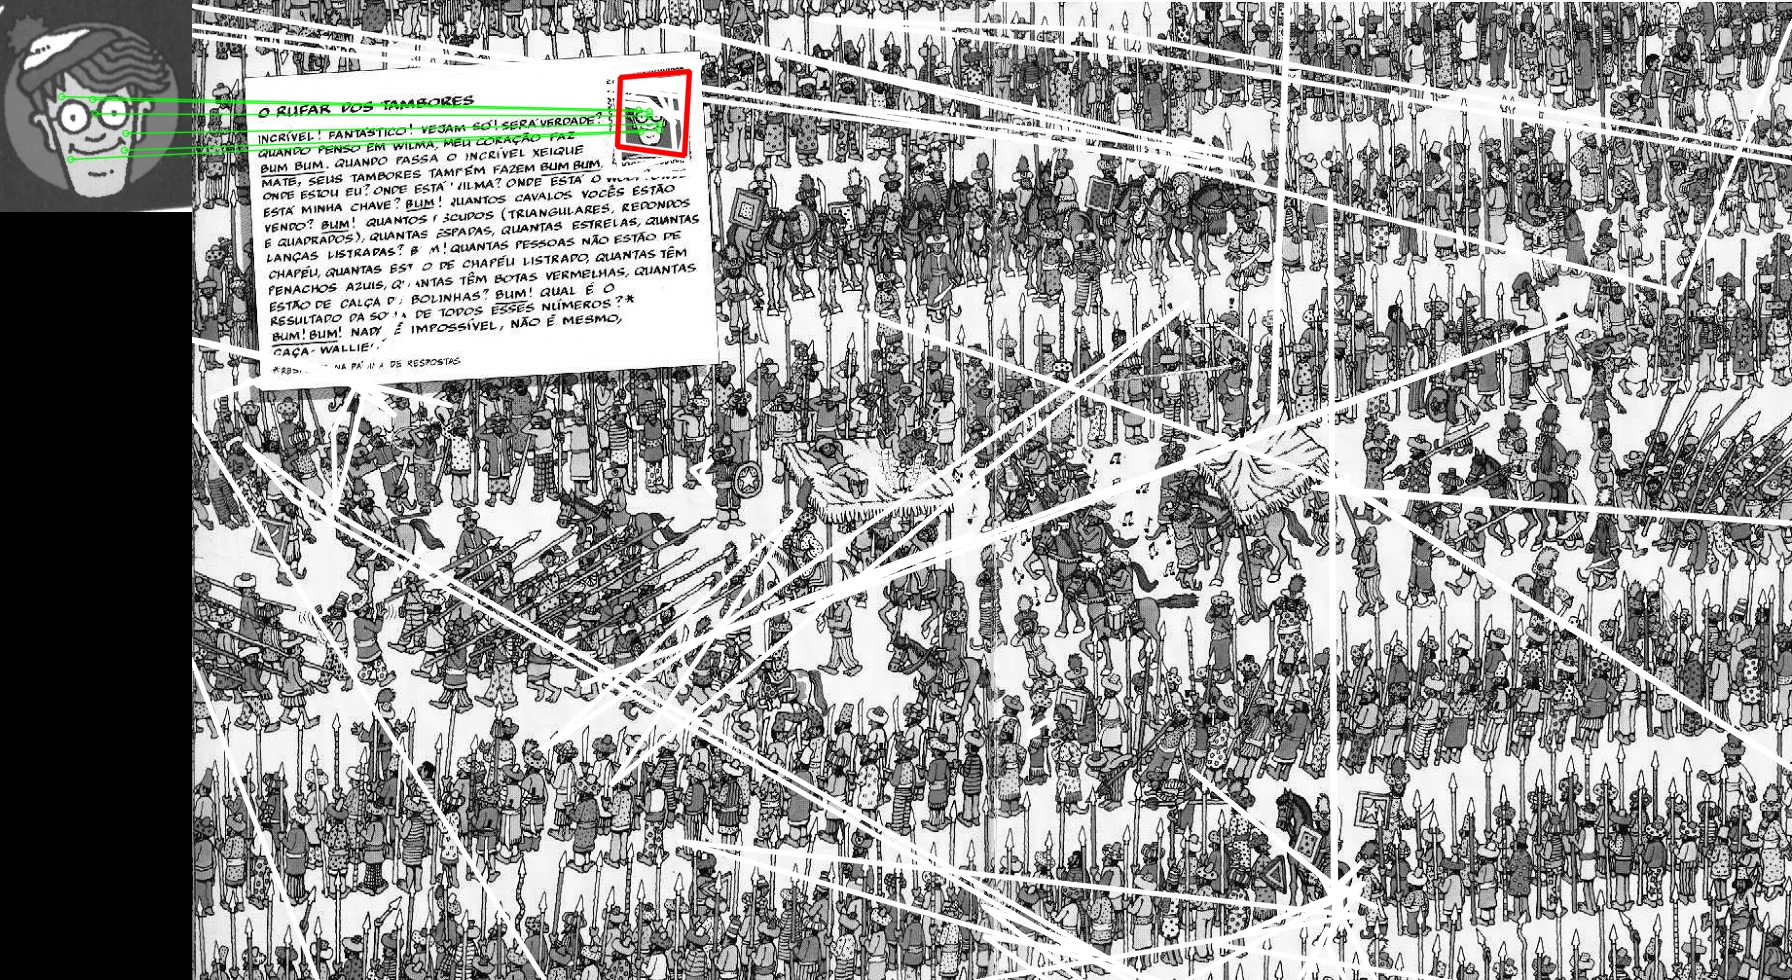 O RUFAR DOS TAMBORES
INCRÍVEL! FANTÁSTICO! VEJAM SÓ! SERÁ VERDADE?
QUANDO PENSO EM WILMA, MEU CORAÇÃO FAZ
BUM BUM. QUANDO PASSA O INCRÍVEL XEIQUE
MATE, SEUS TAMBORES TAMBÉM FAZEM BUM BUM.
ONDE ESTOU EU? ONDE ESTÁ WILMA? ONDE ESTÁ O
ESTÁ MINHA CHAVE? BUM! QUANTOS CAVALOS VOCÊS ESTÃO
VENDO? BUM! QUANTOS ESCUDOS (TRIANGULARES, REDONDOS
E QUADRADOS), QUANTAS ESPADAS, QUANTAS ESTRELAS, QUANTAS
LANÇAS LISTRADAS? BUM! QUANTAS PESSOAS NÃO ESTÃO DE
CHAPÉU, QUANTAS ESTÃO DE CHAPÉU LISTRADO, QUANTAS TÊM
PENACHOS AZUIS, QUANTAS TÊM BOTAS VERMELHAS, QUANTAS
ESTÃO DE CALÇA DE BOLINHAS? BUM! QUAL É O
RESULTADO DA SOMA DE TODOS ESSES NÚMEROS?*
BUM! BUM! NADA É IMPOSSÍVEL, NÃO É MESMO,
CAÇA-WALLIE
NA PÁGINA DE RESPOSTAS